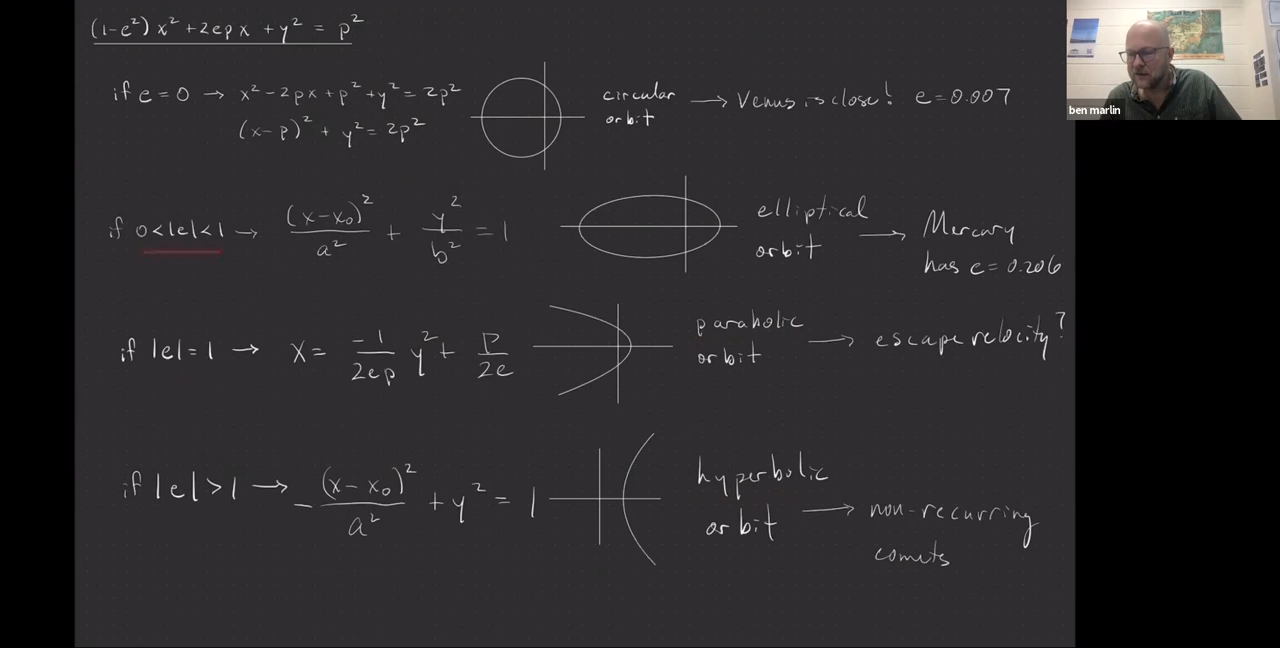 (1-e²) x² + 2epx + y² = p²
if e = 0 → x² - 2px + p² + y² = 2p²
(x-p)² + y² = 2p²
circular
orbit
→ Venus is close! e = 0.007
if 0<|e|<1 → (x-x₀)²/a² + y²/b² = 1
elliptical
orbit
→ Mercury
has e = 0.206
if |e| = 1 → x = -1/2ep y² + p/2e
parabolic
orbit
→ escape velocity?
if |e| > 1 → -(x-x₀)²/a² + y² = 1
hyperbolic
orbit
→ non-recurring
comets
ben marlin